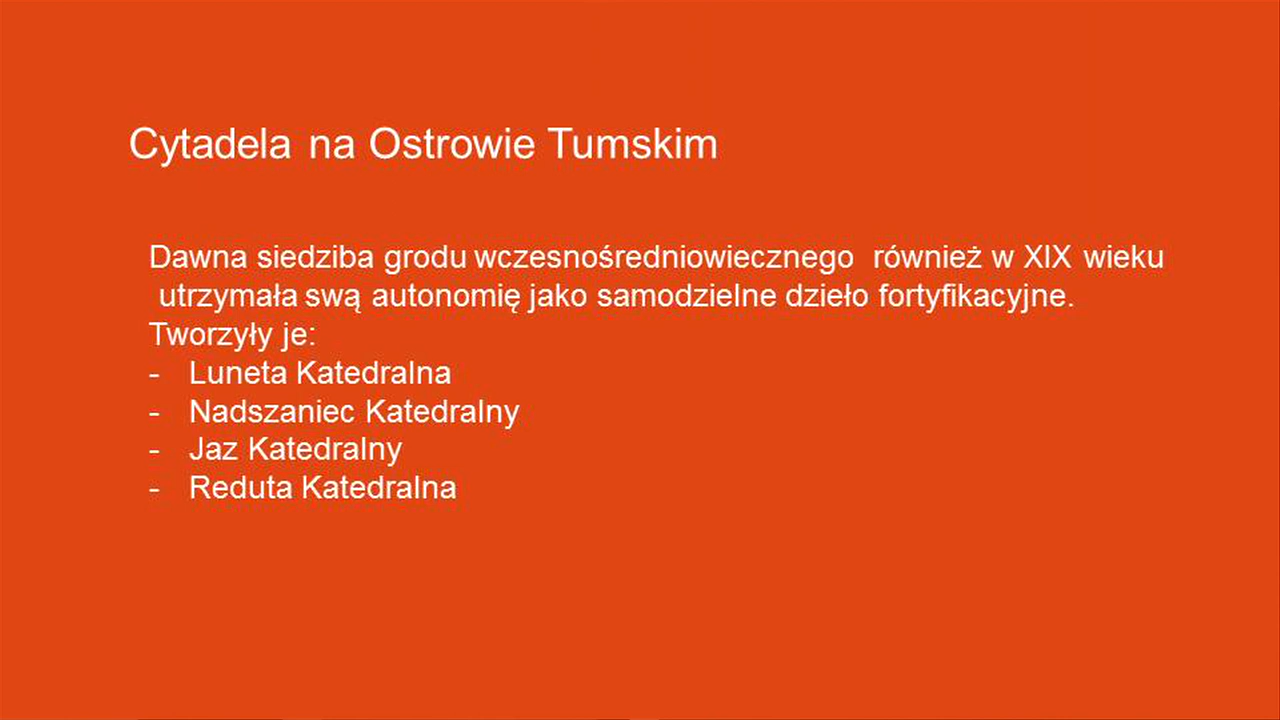 Cytadela na Ostrowie Tumskim
Dawna siedziba grodu wczesnośredniowiecznego również w XIX wieku
utrzymała swą autonomię jako samodzielne dzieło fortyfikacyjne.
Tworzyły je:
- Luneta Katedralna
- Nadszaniec Katedralny
- Jaz Katedralny
- Reduta Katedralna